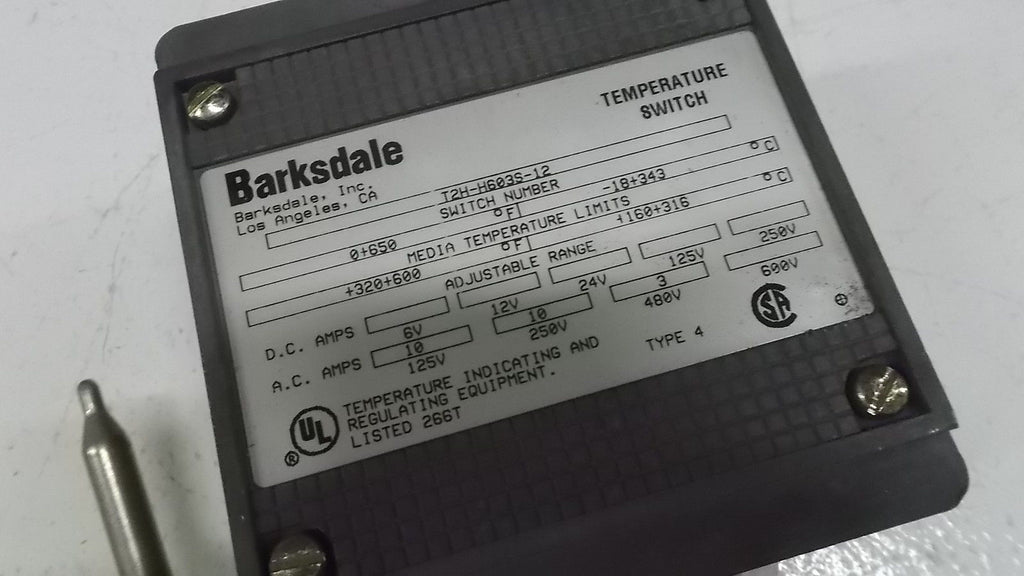 TEMPERATURE
SWITCH
Barksdale
Barksdale, Inc.
Los Angeles, CA
T2H-H603S-12
SWITCH NUMBER
0+650 °F -18+343 °C
MEDIA TEMPERATURE LIMITS
+320+600 °F +160+316 °C
ADJUSTABLE RANGE
D.C. AMPS
6V 12V 24V 125V 250V
A.C. AMPS 10 10 3
125V 250V 480V 600V
UL ®
TEMPERATURE INDICATING AND
REGULATING EQUIPMENT.
LISTED 266T
TYPE 4
SA